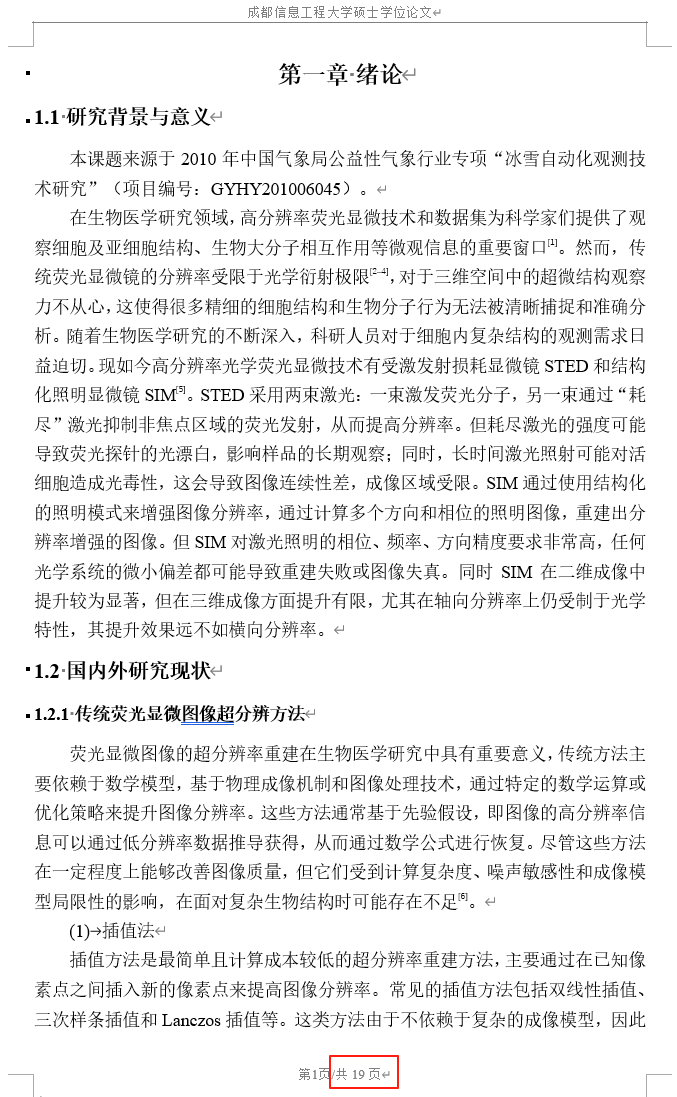 成都信息工程大学硕士学位论文
第一章 绪论
1.1 研究背景与意义
本课题来源于 2010 年中国气象局公益性气象行业专项“冰雪自动化观测技
术研究”（项目编号：GYHY201006045）。
在生物医学研究领域，高分辨率荧光显微技术和数据集为科学家们提供了观
察细胞及亚细胞结构、生物大分子相互作用等微观信息的重要窗口[1]。然而，传
统荧光显微镜的分辨率受限于光学衍射极限[2-4]，对于三维空间中的超微结构观察
力不从心，这使得很多精细的细胞结构和生物分子行为无法被清晰捕捉和准确分
析。随着生物医学研究的不断深入，科研人员对于细胞内复杂结构的观测需求日
益迫切。现如今高分辨率光学荧光显微技术有受激发射损耗显微镜 STED 和结构
化照明显微镜 SIM[5]。STED 采用两束激光：一束激发荧光分子，另一束通过“耗
尽”激光抑制非焦点区域的荧光发射，从而提高分辨率。但耗尽激光的强度可能
导致荧光探针的光漂白，影响样品的长期观察；同时，长时间激光照射可能对活
细胞造成光毒性，这会导致图像连续性差，成像区域受限。SIM 通过使用结构化
的照明模式来增强图像分辨率，通过计算多个方向和相位的照明图像，重建出分
辨率增强的图像。但 SIM 对激光照明的相位、频率、方向精度要求非常高，任何
光学系统的微小偏差都可能导致重建失败或图像失真。同时 SIM 在二维成像中
提升较为显著，但在三维成像方面提升有限，尤其在轴向分辨率上仍受制于光学
特性，其提升效果远不如横向分辨率。
1.2 国内外研究现状
1.2.1 传统荧光显微图像超分辨方法
荧光显微图像的超分辨率重建在生物医学研究中具有重要意义，传统方法主
要依赖于数学模型，基于物理成像机制和图像处理技术，通过特定的数学运算或
优化策略来提升图像分辨率。这些方法通常基于先验假设，即图像的高分辨率信
息可以通过低分辨率数据推导获得，从而通过数学公式进行恢复。尽管这些方法
在一定程度上能够改善图像质量，但它们受到计算复杂度、噪声敏感性和成像模
型局限性的影响，在面对复杂生物结构时可能存在不足[6]。
(1)→插值法
插值方法是最简单且计算成本较低的超分辨率重建方法，主要通过在已知像
素点之间插入新的像素点来提高图像分辨率。常见的插值方法包括双线性插值、
三次样条插值和 Lanczos 插值等。这类方法由于不依赖于复杂的成像模型，因此
第1页/共 19 页